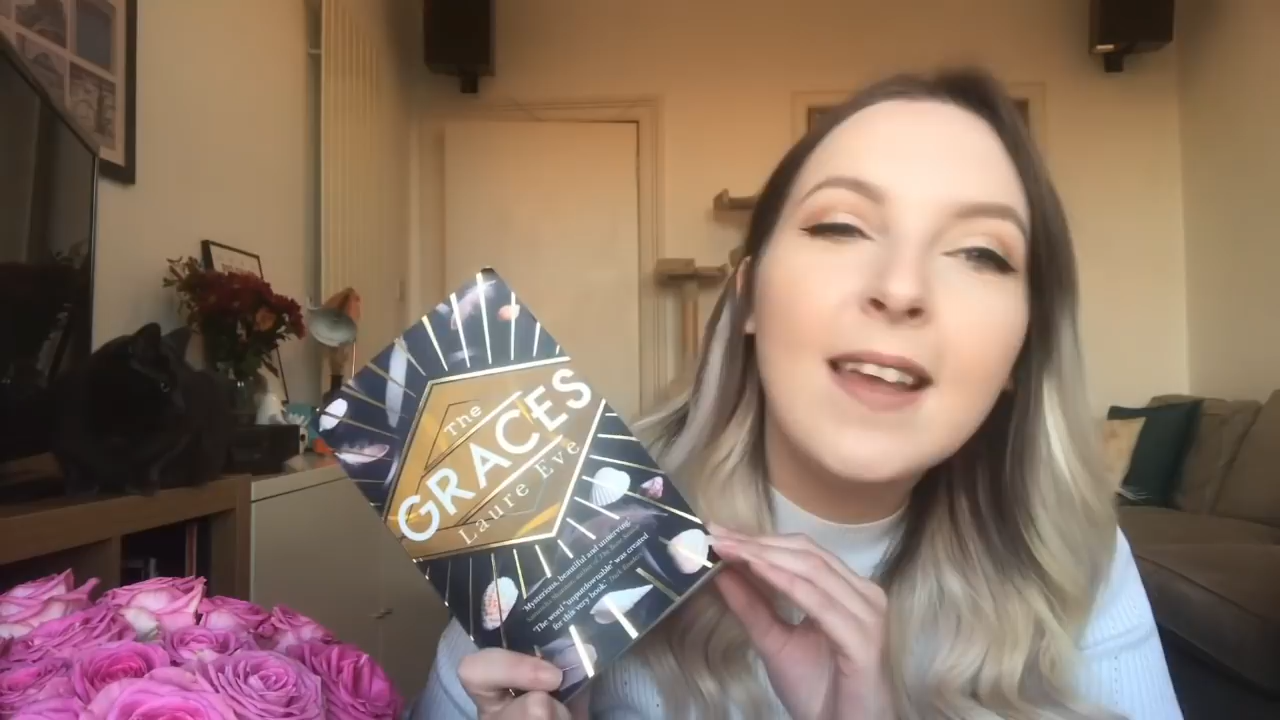 The
GRACES
Laure Eve
'Mysterious, beautiful and unnerving.'
'The word "unputdownable" was created
for this very book.'